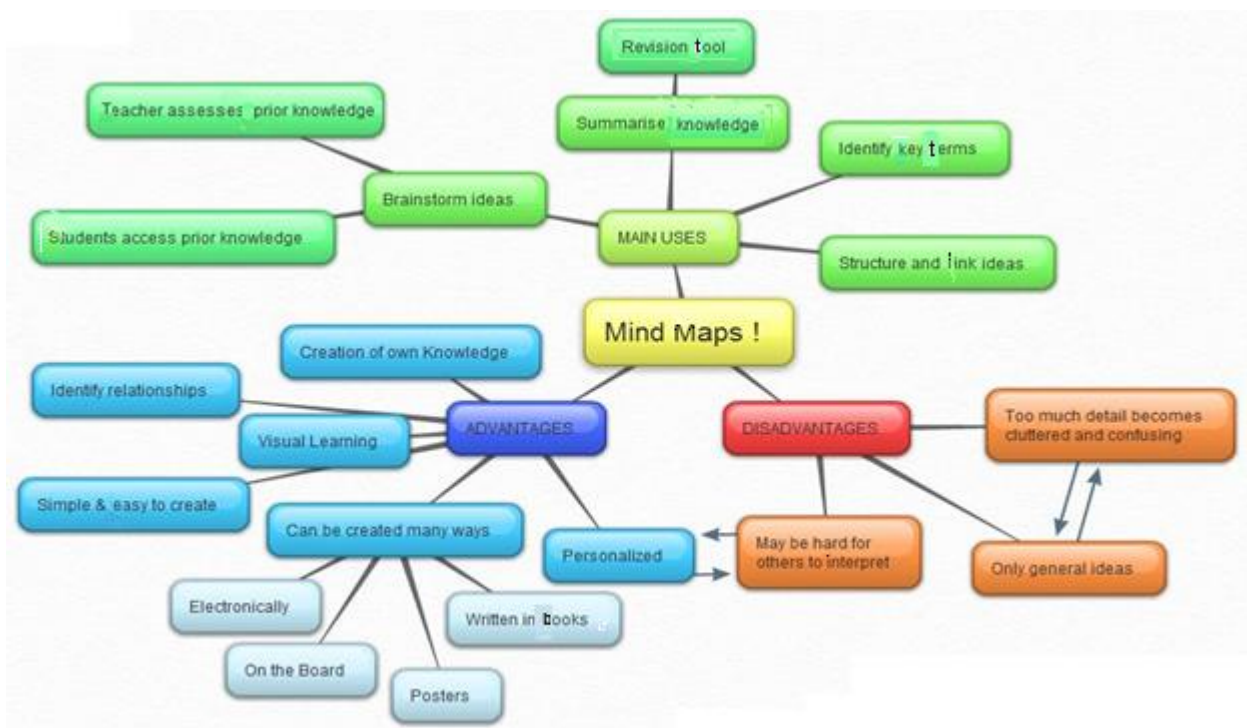 Revision tool
Teacher assesses prior knowledge
Summarise knowledge
Identify key terms
Brainstorm ideas
Students access prior knowledge
MAIN USES
Structure and link ideas
Mind Maps !
Creation of own Knowledge
Identify relationships
ADVANTAGES
DISADVANTAGES
Too much detail becomes
cluttered and confusing
Visual Learning
Simple & easy to create
Can be created many ways
Personalized
May be hard for
others to interpret
Only general ideas
Electronically
Written in books
On the Board
Posters